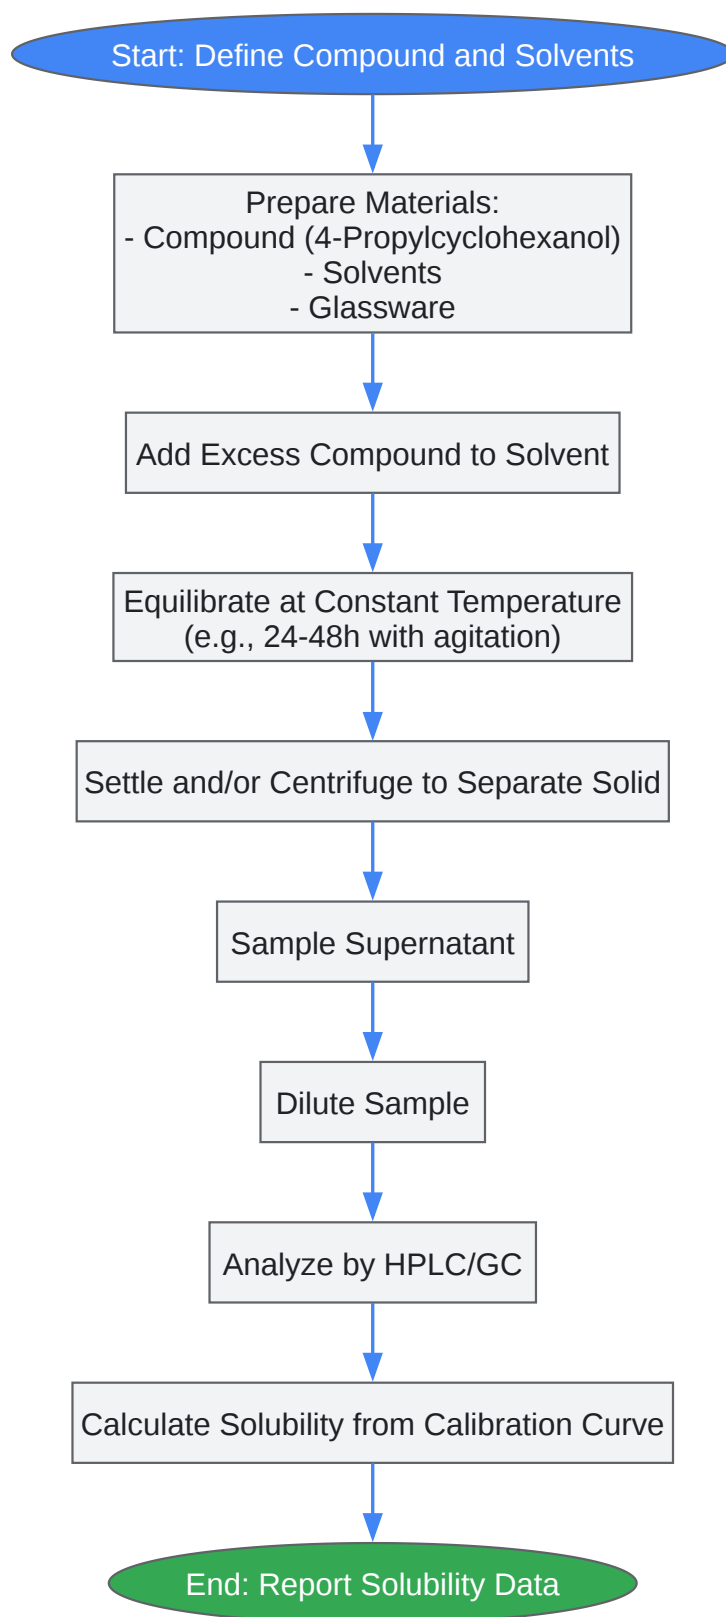 Start: Define Compound and Solvents
Prepare Materials:
- Compound (4-Propylcyclohexanol)
- Solvents
- Glassware
Add Excess Compound to Solvent
Equilibrate at Constant Temperature
(e.g., 24-48h with agitation)
Settle and/or Centrifuge to Separate Solid
Sample Supernatant
Dilute Sample
Analyze by HPLC/GC
Calculate Solubility from Calibration Curve
End: Report Solubility Data